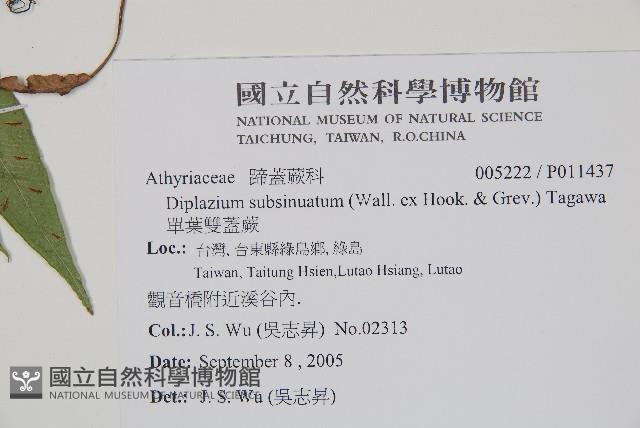 國立自然科學博物館
NATIONAL MUSEUM OF NATURAL SCIENCE
TAICHUNG, TAIWAN, R.O.CHINA
Athyriaceae 蹄蓋蕨科 005222 / P011437
Diplazium subsinuatum (Wall. ex Hook. & Grev.) Tagawa
單葉雙蓋蕨
Loc.: 台灣, 台東縣綠島鄉, 綠島
Taiwan, Taitung Hsien,Lutao Hsiang, Lutao
觀音橋附近溪谷內.
Col.:J. S. Wu (吳志昇) No.02313
Date: September 8 , 2005
Det.: J. S. Wu (吳志昇)
國立自然科學博物館
NATIONAL MUSEUM OF NATURAL SCIENCE